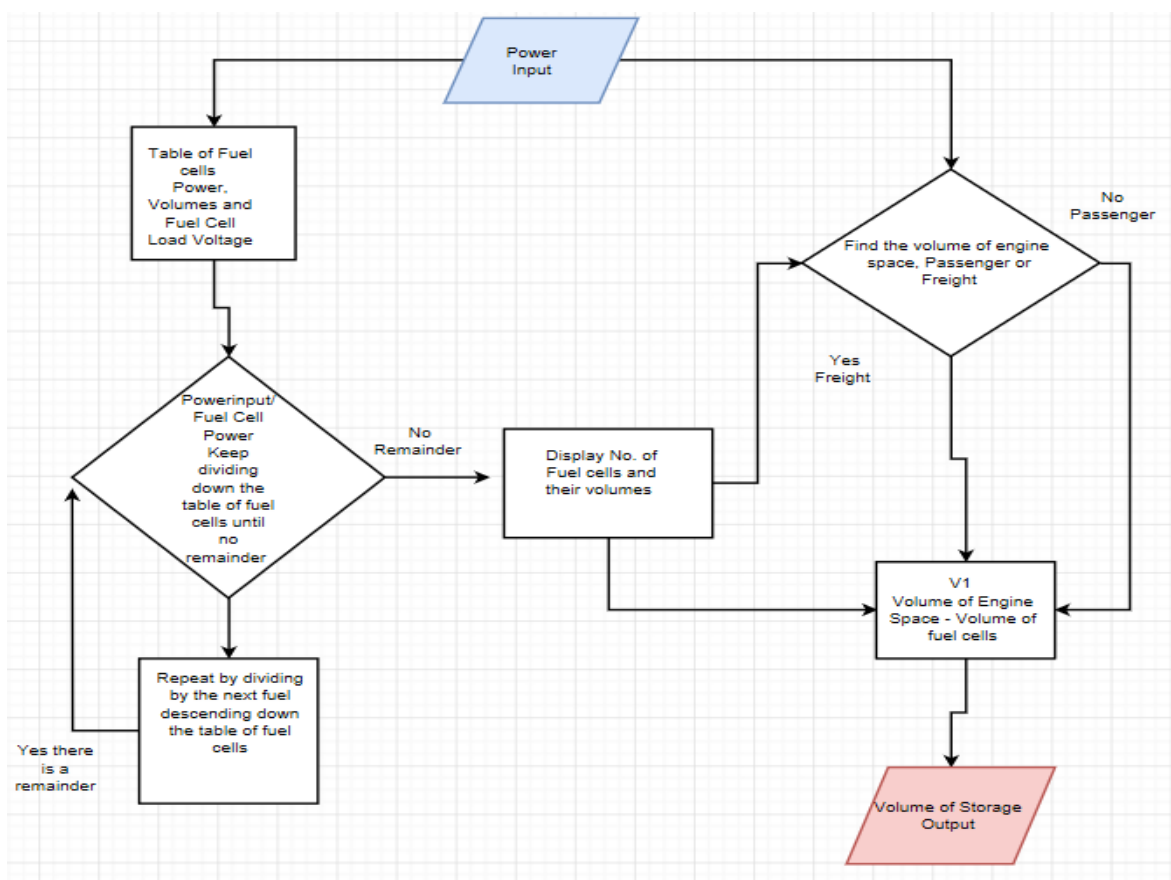 Power
Input
Table of Fuel
cells
Power,
Volumes and
Fuel Cell
Load Voltage
No
Passenger
Find the volume of engine
space, Passenger or
Freight
Yes
Freight
Powerinput/
Fuel Cell
Power
Keep
dividing
down the
table of fuel
cells until
no
remainder
No
Remainder
Display No. of
Fuel cells and
their volumes
V1
Volume of Engine
Space - Volume of
fuel cells
Repeat by dividing
by the next fuel
descending down
the table of fuel
cells
Yes there
is a
remainder
Volume of Storage
Output